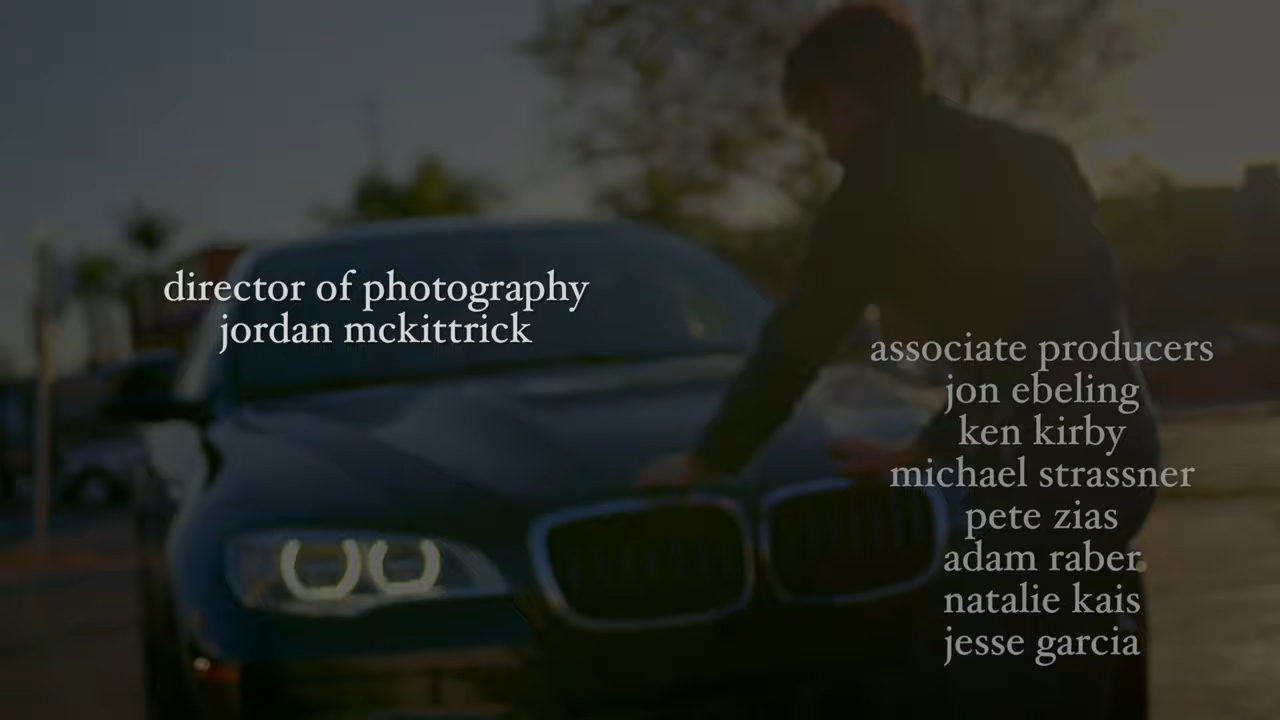 director of photography
jordan mckittrick
associate producers
jon ebeling
ken kirby
michael strassner
pete zias
adam raber
natalie kais
jesse garcia